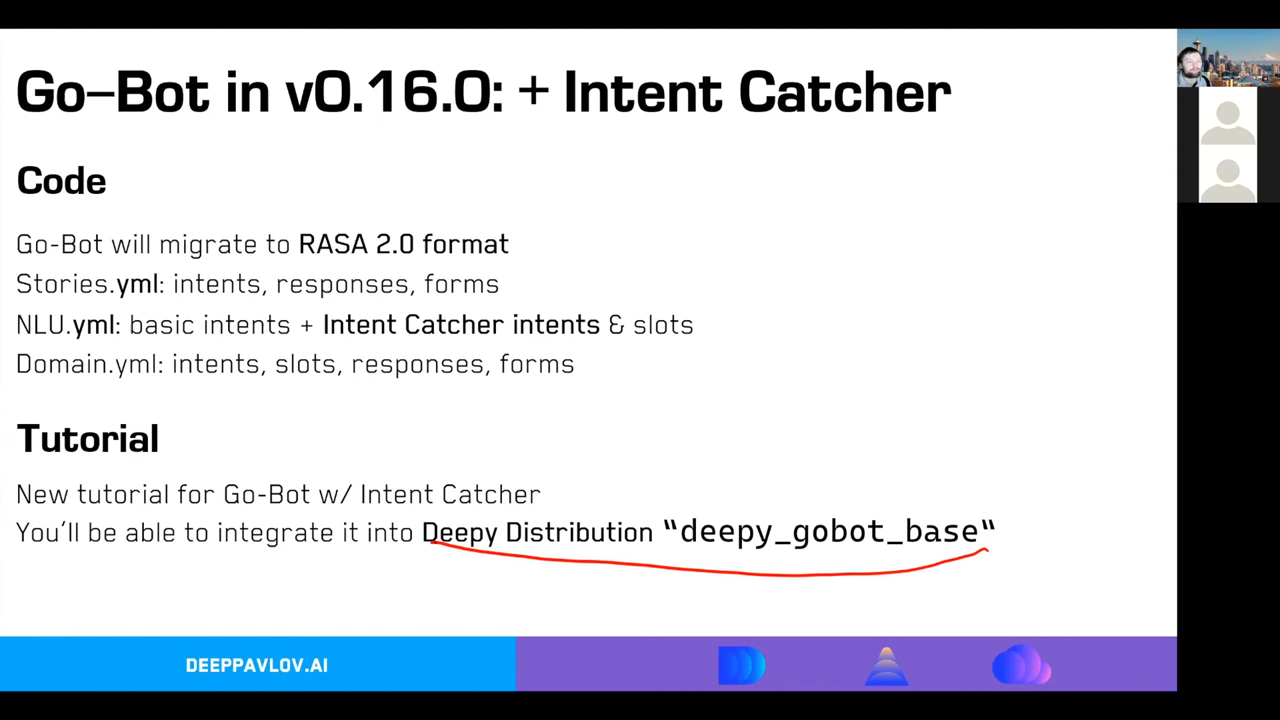 Go–Bot in v0.16.0: + Intent Catcher
Code
Go-Bot will migrate to RASA 2.0 format
Stories.yml: intents, responses, forms
NLU.yml: basic intents + Intent Catcher intents & slots
Domain.yml: intents, slots, responses, forms
Tutorial
New tutorial for Go-Bot w/ Intent Catcher
You'll be able to integrate it into Deepy Distribution "deepy_gobot_base"
DEEPPAVLOV.AI